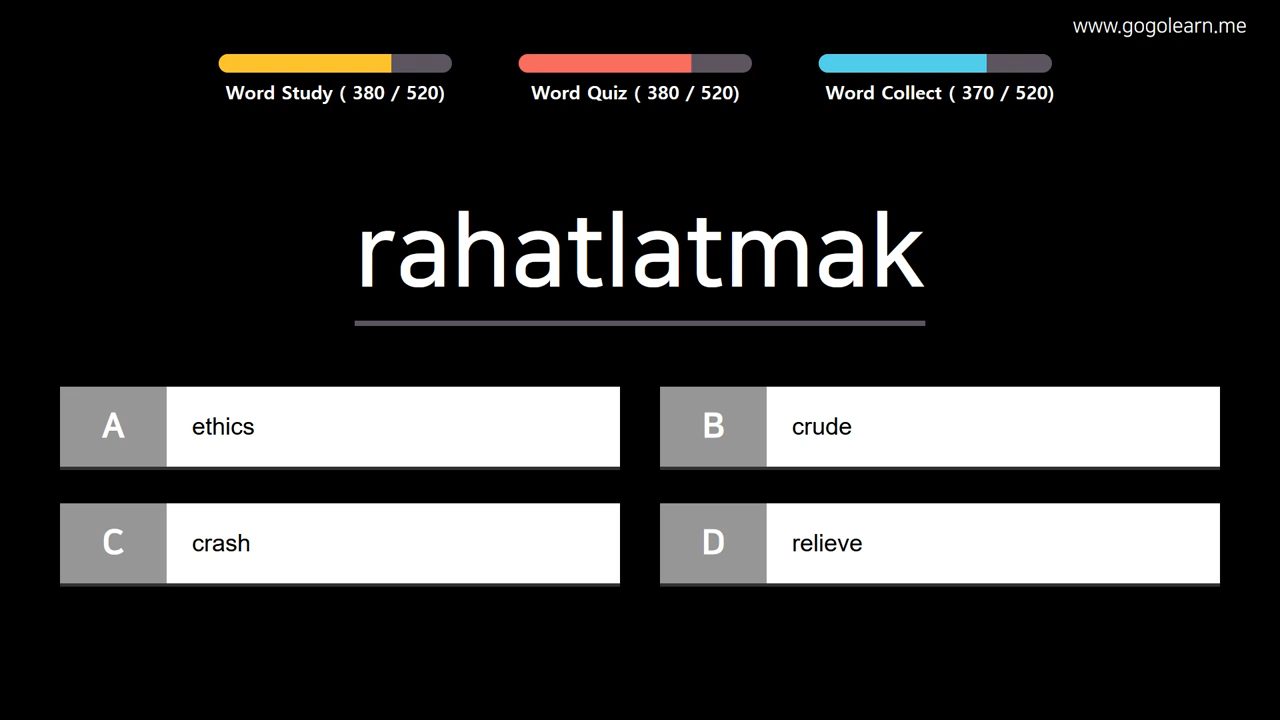 www.gogolearn.me
Word Study ( 380 / 520)
Word Quiz ( 380 / 520)
Word Collect ( 370 / 520)
rahatlatmak
A ethics
B crude
C crash
D relieve